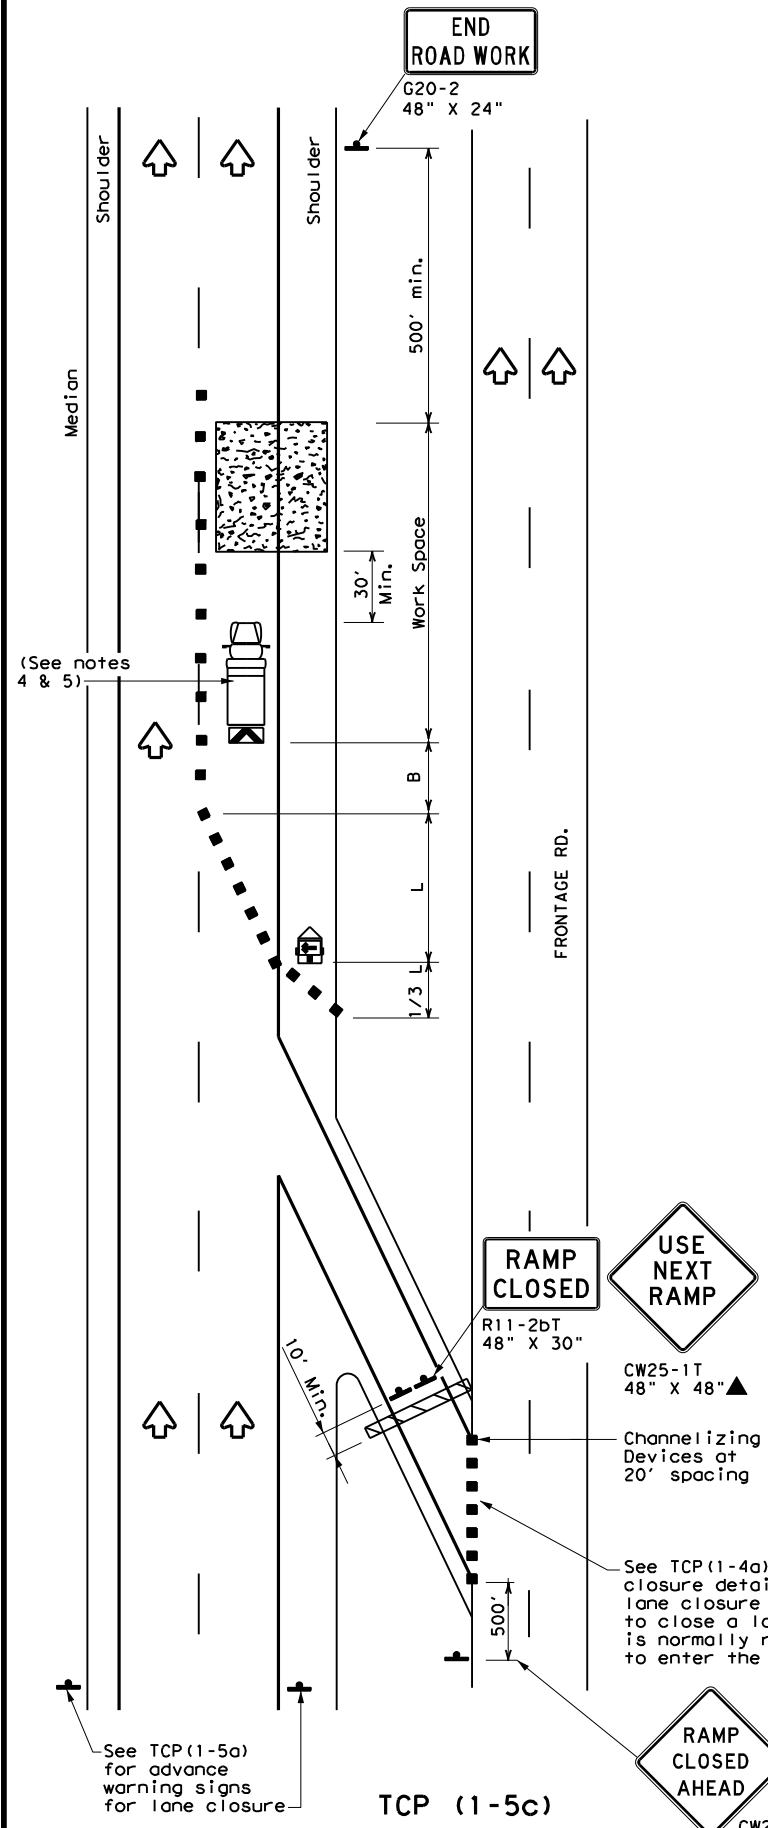 END
ROAD WORK
G20-2
48" X 24"
Shoulder
Shoulder
500' min.
Median
Work Space
30'
Min.
(See notes
4 & 5)
B
L
FRONTAGE RD.
1/3 L
RAMP
CLOSED
R11-2bT
48" X 30"
USE
NEXT
RAMP
CW25-1T
48" X 48"
10' Min.
Channelizing
Devices at
20' spacing
See TCP(1-4a)
closure detai
lane closure
to close a la
is normally r
to enter the
500'
See TCP(1-5a)
for advance
warning signs
for lane closure
RAMP
CLOSED
AHEAD
TCP (1-5c)